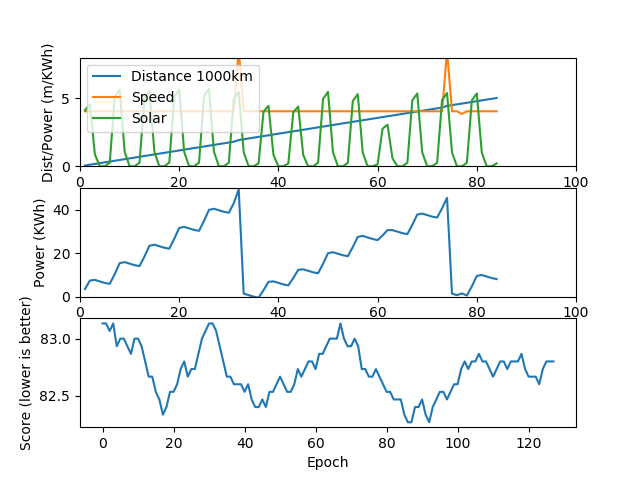 Dist/Power (m/KWh)
Distance 1000km
Speed
Solar
5
0
0 20 40 60 80 100
Power (KWh)
40
20
0
0 20 40 60 80 100
Score (lower is better)
83.0
82.5
0 20 40 60 80 100 120
Epoch